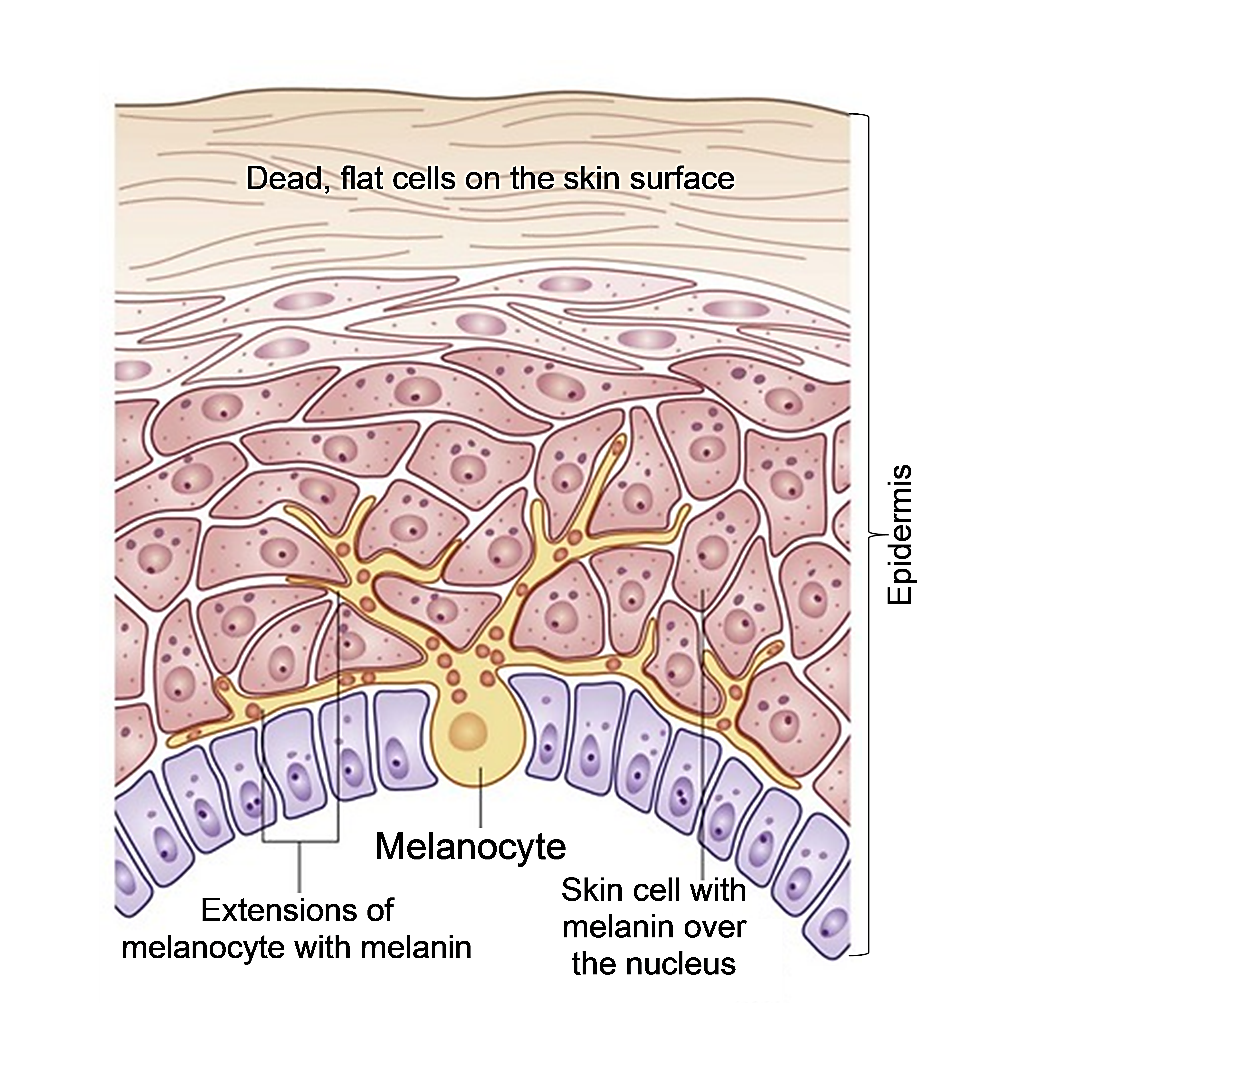 Dead, flat cells on the skin surface
Epidermis
Melanocyte
Extensions of
melanocyte with melanin
Skin cell with
melanin over
the nucleus